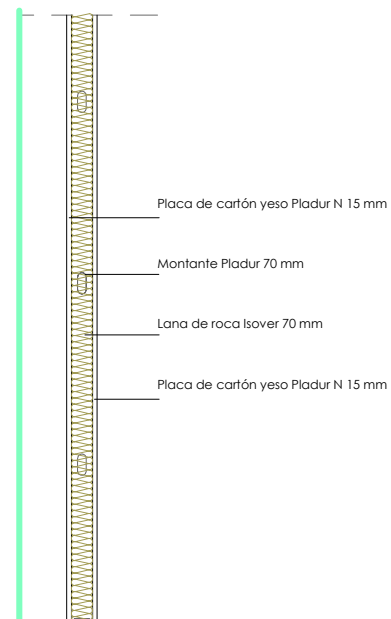 Placa de cartón yeso Pladur N 15 mm
Montante Pladur 70 mm
Lana de roca Isover 70 mm
Placa de cartón yeso Pladur N 15 mm